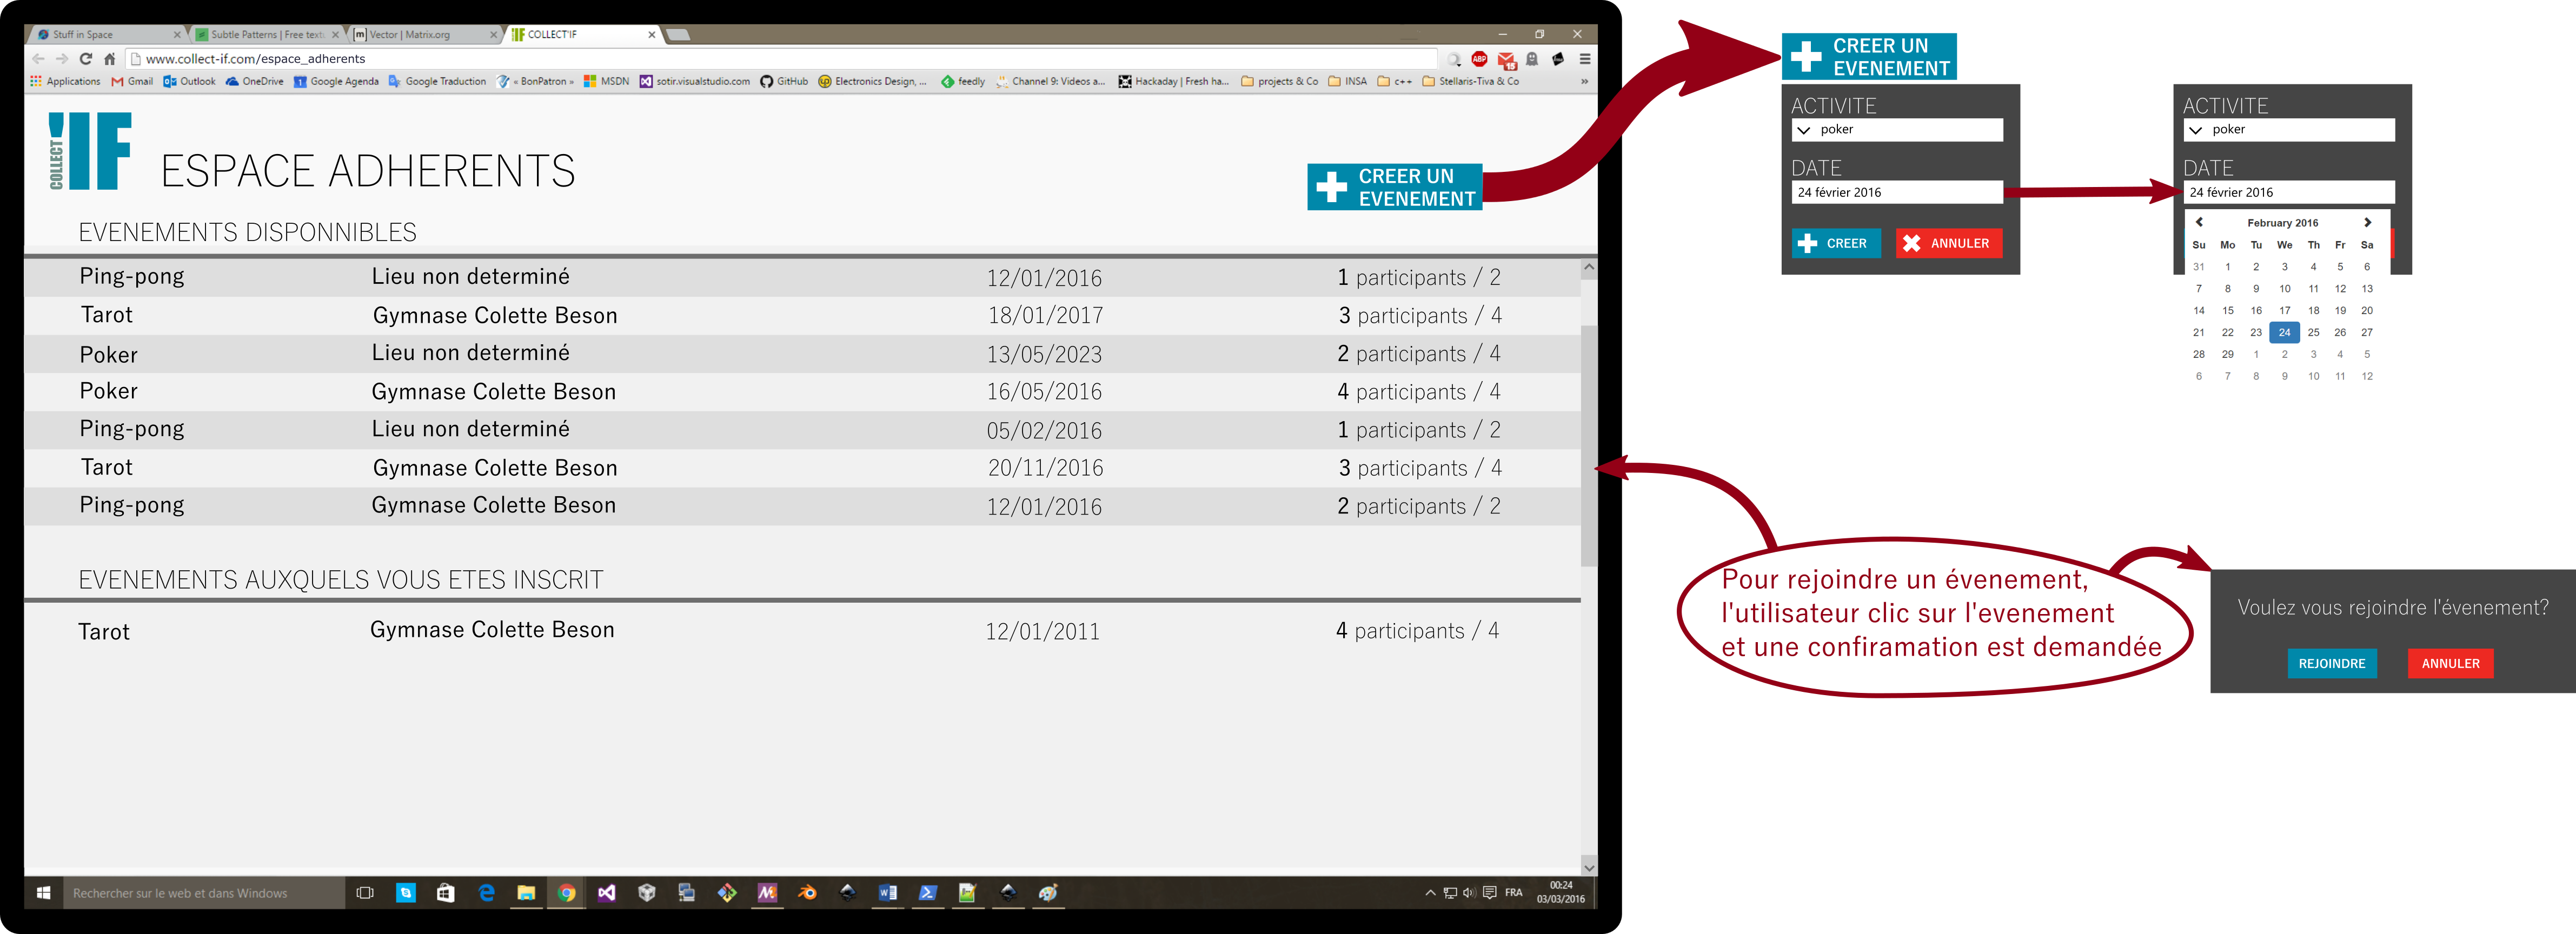 Stuff in Space
Subtle Patterns | Free textu
[m] Vector | Matrix.org
'IF COLLECT'IF
www.collect-if.com/espace_adherents
ABP
15
Applications M Gmail Outlook OneDrive Google Agenda Google Traduction « BonPatron » MSDN sotir.visualstudio.com GitHub Electronics Design, ... feedly Channel 9: Videos a... Hackaday | Fresh ha... projects & Co INSA c++ Stellaris-Tiva & Co »
COLLECT'IF
ESPACE ADHERENTS
CREER UN
EVENEMENT
EVENEMENTS DISPONNIBLES
Ping-pong Lieu non determiné 12/01/2016 1 participants / 2
Tarot Gymnase Colette Beson 18/01/2017 3 participants / 4
Poker Lieu non determiné 13/05/2023 2 participants / 4
Poker Gymnase Colette Beson 16/05/2016 4 participants / 4
Ping-pong Lieu non determiné 05/02/2016 1 participants / 2
Tarot Gymnase Colette Beson 20/11/2016 3 participants / 4
Ping-pong Gymnase Colette Beson 12/01/2016 2 participants / 2
EVENEMENTS AUXQUELS VOUS ETES INSCRIT
Tarot Gymnase Colette Beson 12/01/2011 4 participants / 4
Rechercher sur le web et dans Windows
FRA
00:24
03/03/2016
CREER UN
EVENEMENT
ACTIVITE
poker
DATE
24 février 2016
CREER ANNULER
ACTIVITE
poker
DATE
24 février 2016
February 2016
Su Mo Tu We Th Fr Sa
31 1 2 3 4 5 6
7 8 9 10 11 12 13
14 15 16 17 18 19 20
21 22 23 24 25 26 27
28 29 1 2 3 4 5
6 7 8 9 10 11 12
Pour rejoindre un évenement,
l'utilisateur clic sur l'evenement
et une confiramation est demandée
Voulez vous rejoindre l'évenement?
REJOINDRE ANNULER